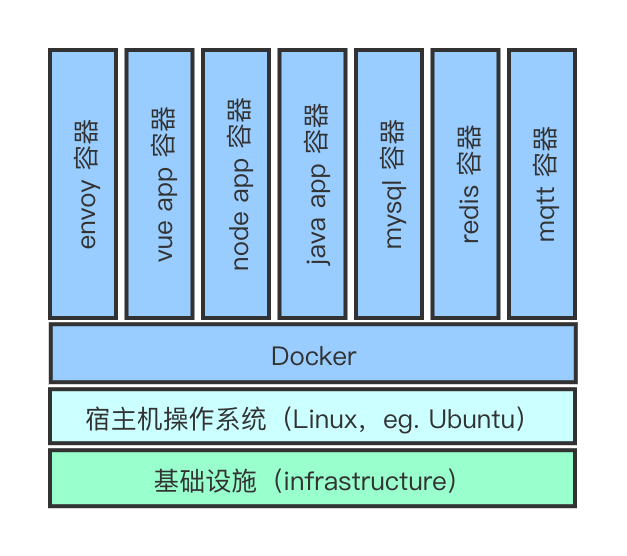 envoy 容器
vue app 容器
node app 容器
java app 容器
mysql 容器
redis 容器
mqtt 容器
Docker
宿主机操作系统（Linux，eg. Ubuntu）
基础设施（infrastructure）